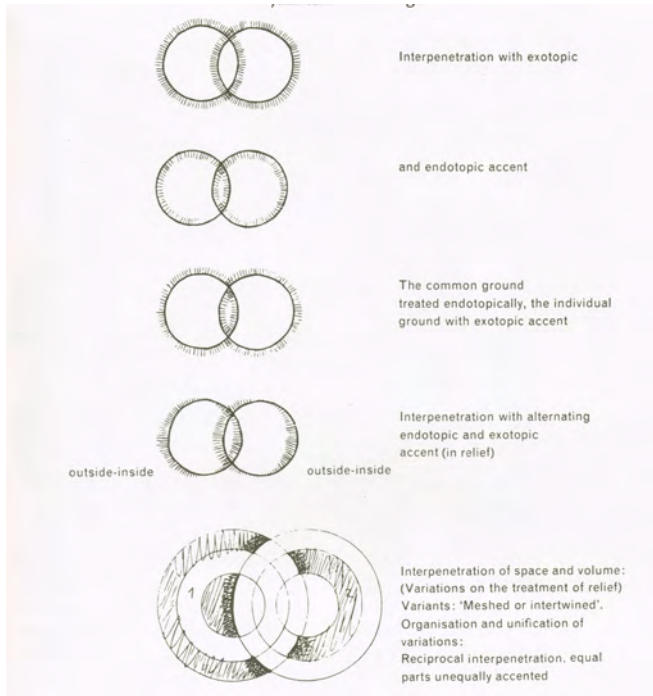 Interpenetration with exotopic
and endotopic accent
The common ground
treated endotopically, the individual
ground with exotopic accent
Interpenetration with alternating
endotopic and exotopic
accent (in relief)
outside-inside
outside-inside
1
2
Interpenetration of space and volume:
(Variations on the treatment of relief)
Variants: 'Meshed or intertwined'.
Organisation and unification of
variations:
Reciprocal interpenetration, equal
parts unequally accented